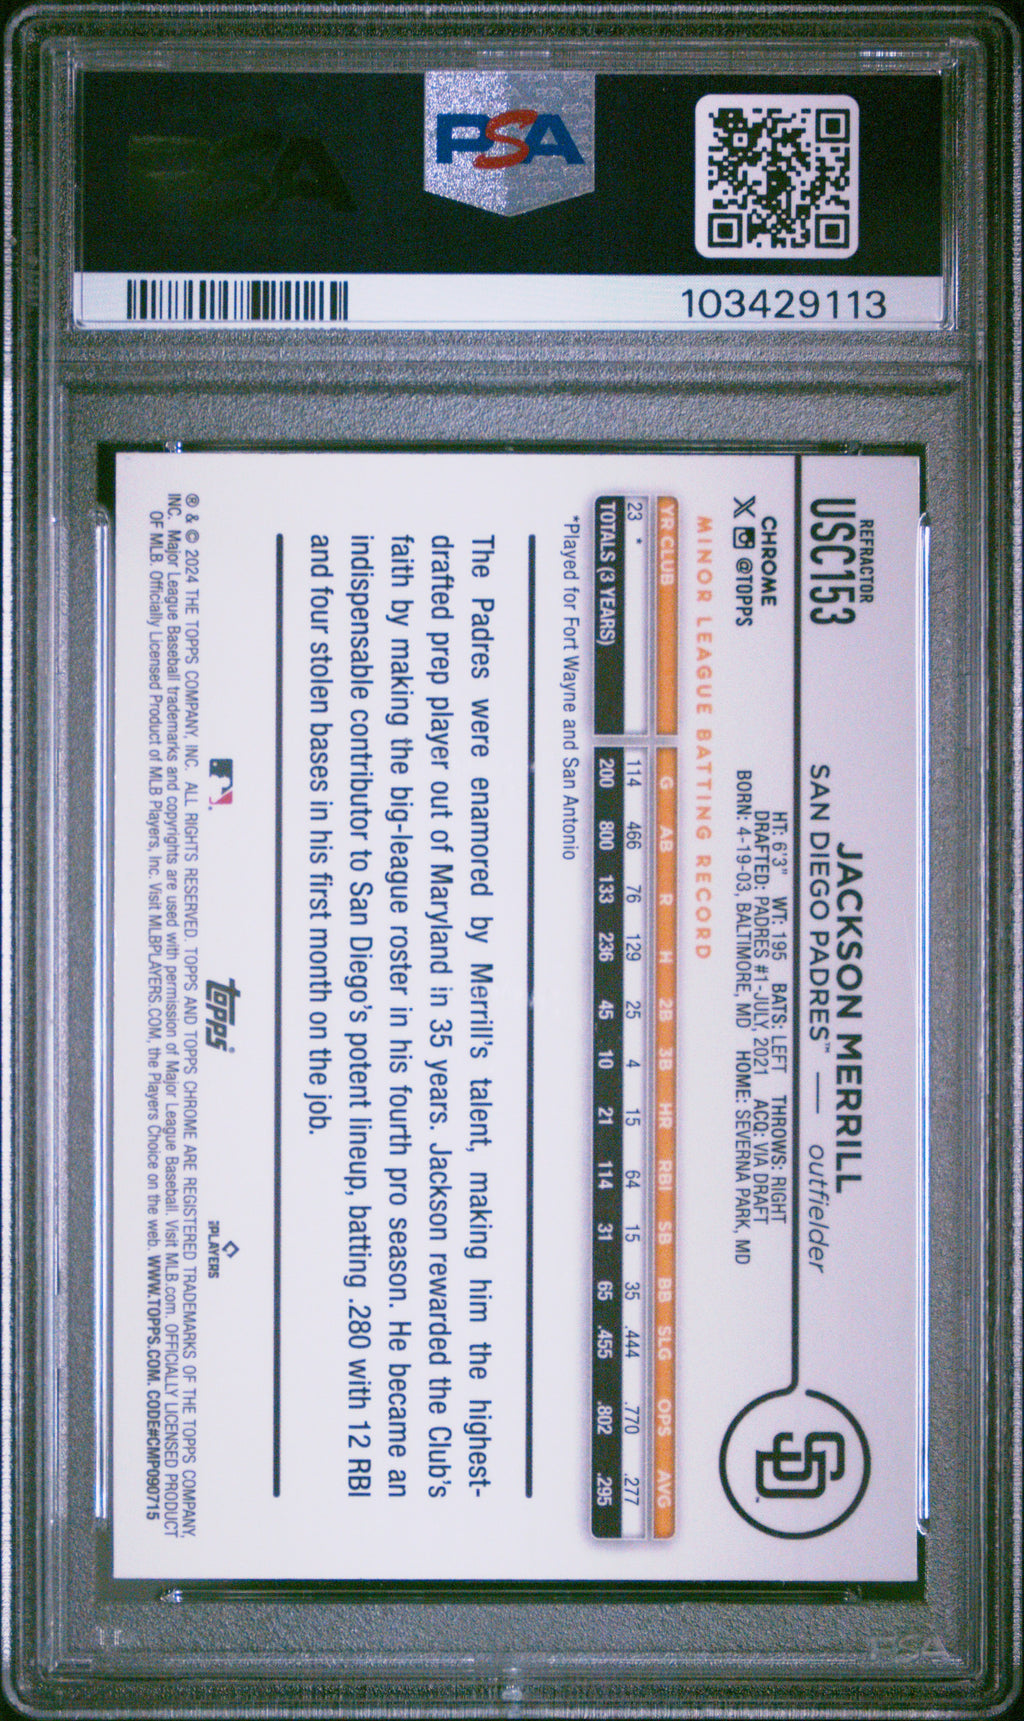 PSA
103429113
REFRACTOR
USC153
JACKSON MERRILL
SAN DIEGO PADRES™ — outfielder
CHROME
@TOPPS
HT: 6'3" WT: 195 BATS: LEFT THROWS: RIGHT
DRAFTED: PADRES #1-JULY, 2021 ACQ: VIA DRAFT
BORN: 4-19-03, BALTIMORE, MD HOME: SEVERNA PARK, MD
SD
MINOR LEAGUE BATTING RECORD
YR CLUB G AB R H 2B 3B HR RBI SB BB SLG OPS AVG
23 * 114 466 76 129 25 4 15 64 15 35 .444 .770 .277
TOTALS (3 YEARS) 200 800 133 236 45 10 21 114 31 65 .455 .802 .295
*Played for Fort Wayne and San Antonio
The Padres were enamored by Merrill's talent, making him the highest-
drafted prep player out of Maryland in 35 years. Jackson rewarded the Club's
faith by making the big-league roster in his fourth pro season. He became an
indispensable contributor to San Diego's potent lineup, batting .280 with 12 RBI
and four stolen bases in his first month on the job.
topps®
PLAYERS
® & © 2024 THE TOPPS COMPANY, INC. ALL RIGHTS RESERVED. TOPPS AND TOPPS CHROME ARE REGISTERED TRADEMARKS OF THE TOPPS COMPANY,
INC. Major League Baseball trademarks and copyrights are used with permission of Major League Baseball. Visit MLB.com. OFFICIALLY LICENSED PRODUCT
OF MLB. Officially Licensed Product of MLB Players, Inc. Visit MLBPLAYERS.COM, the Players Choice on the web. WWW.TOPPS.COM. CODE#CMP090715
PSA